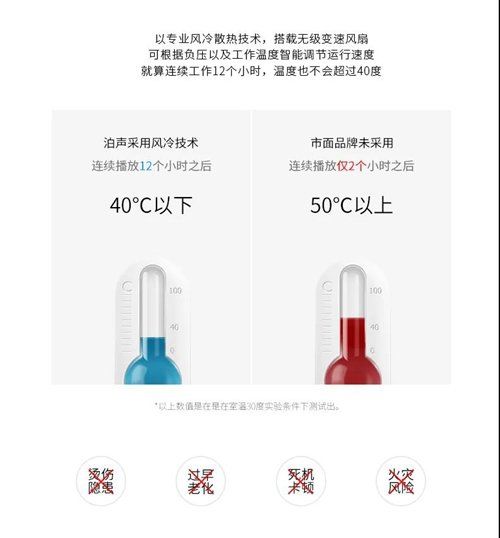 以专业风冷散热技术，搭载无级变速风扇
可根据负压以及工作温度智能调节运行速度
就算连续工作12个小时，温度也不会超过40度
泊声采用风冷技术
连续播放12个小时之后
40℃以下
市面品牌未采用
连续播放仅2个小时之后
50℃以上
100
40
0
100
40
0
*以上数值是在是在室温30度实验条件下测试出。
烫伤
隐患
过早
老化
死机
卡顿
火灾
风险